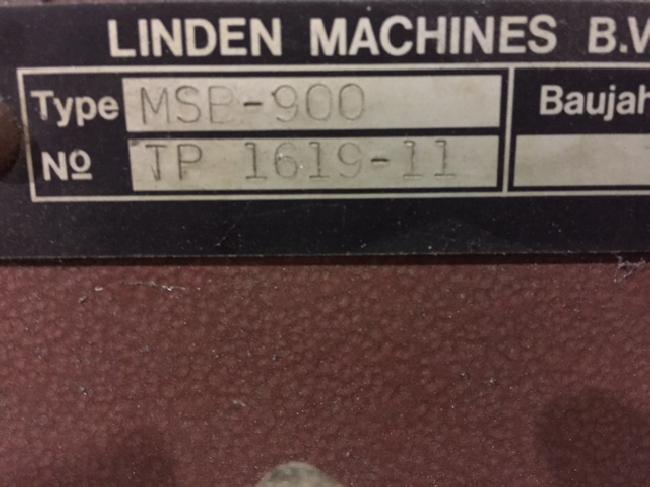 LINDEN MACHINES B.V
Type MSB-900 Baujah
Nº TP 1619-11